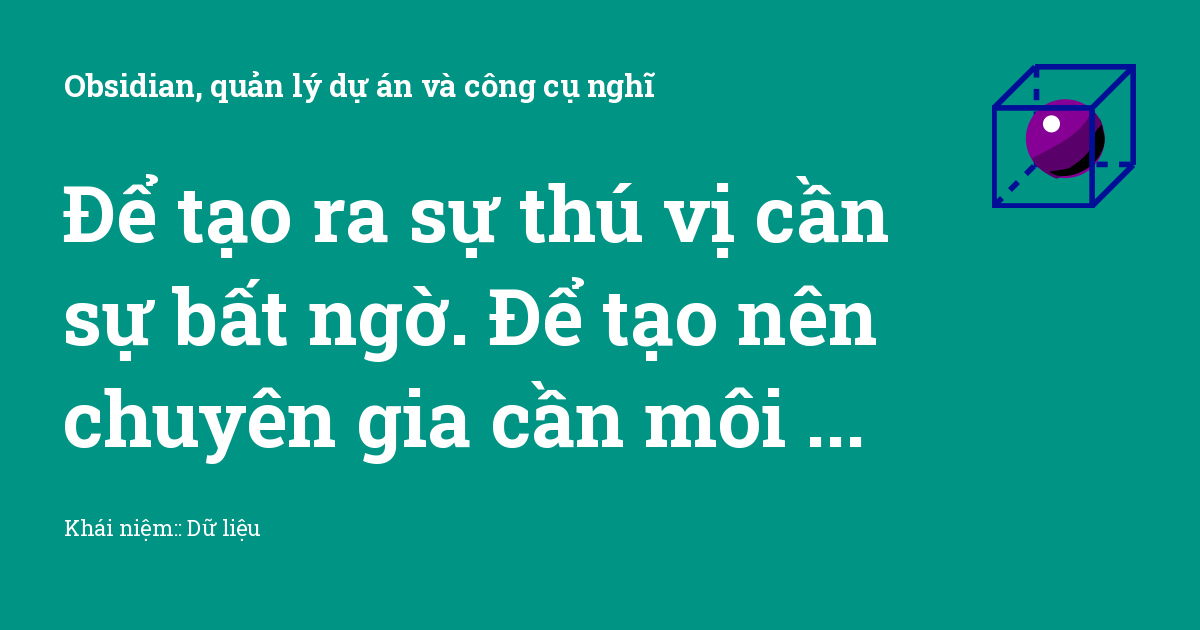 Obsidian, quản lý dự án và công cụ nghĩ
Để tạo ra sự thú vị cần
sự bất ngờ. Để tạo nên
chuyên gia cần môi ...
Khái niệm:: Dữ liệu